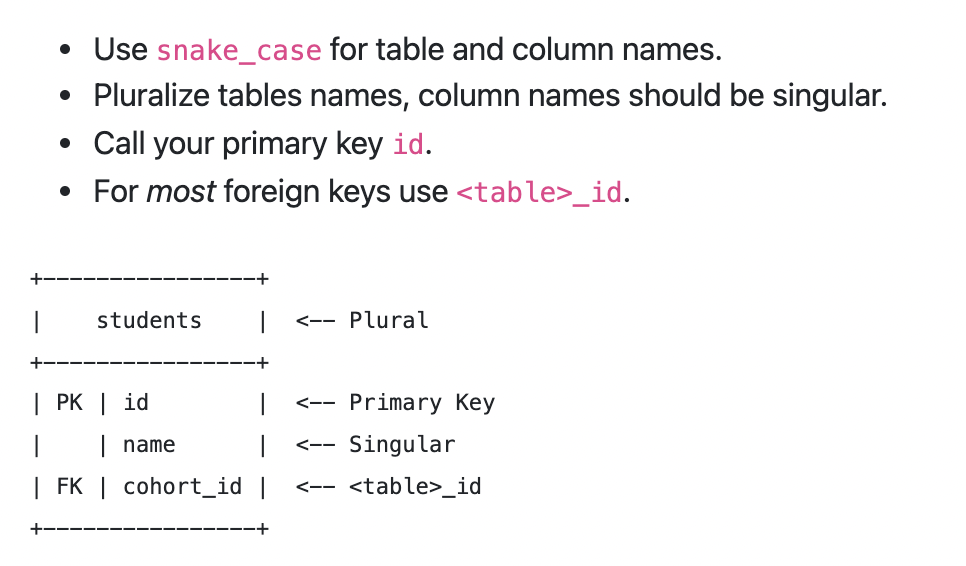 • Use snake_case for table and column names.
• Pluralize tables names, column names should be singular.
• Call your primary key id.
• For most foreign keys use <table>_id.
+----------------+
|    students    |  <-- Plural
+----------------+
| PK | id        |  <-- Primary Key
|    | name      |  <-- Singular
| FK | cohort_id |  <-- <table>_id
+----------------+